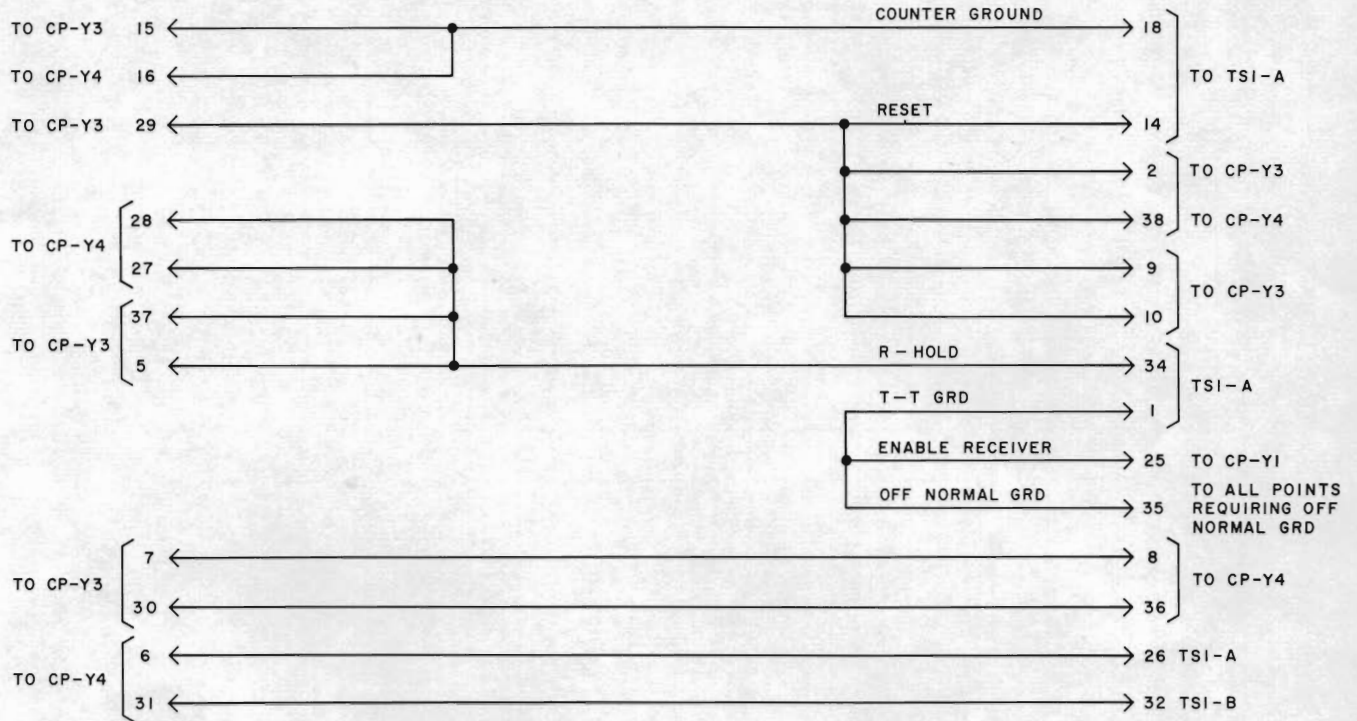 COUNTER GROUND
TO CP-Y3 15 18
TO CP-Y4 16 TO TSI-A
RESET
TO CP-Y3 29 14
2 TO CP-Y3
28 38 TO CP-Y4
TO CP-Y4
27 9
TO CP-Y3
37 10
TO CP-Y3
R-HOLD
5 34
TSI-A
T-T GRD 1
ENABLE RECEIVER 25 TO CP-Y1
OFF NORMAL GRD 35 TO ALL POINTS
REQUIRING OFF
NORMAL GRD
7 8
TO CP-Y3 TO CP-Y4
30 36
6 26 TSI-A
TO CP-Y4
31 32 TSI-B